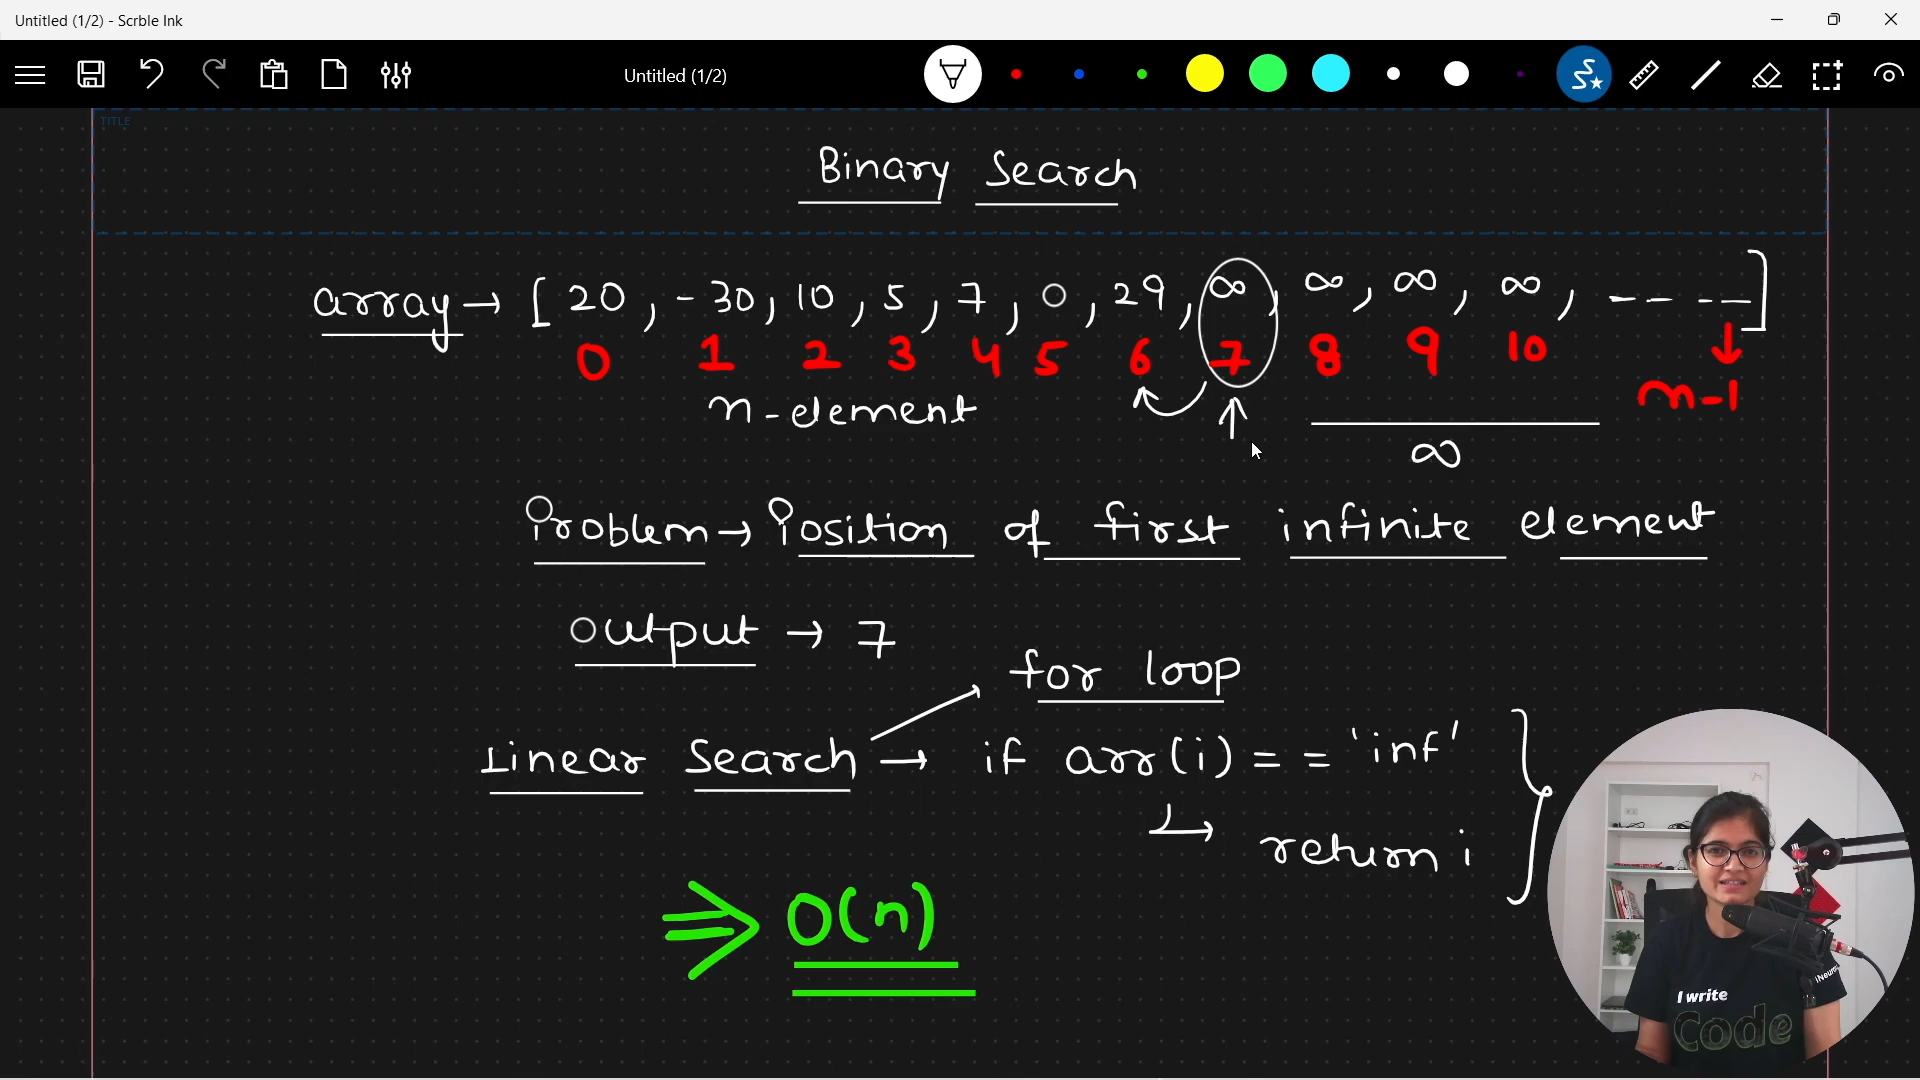 Untitled (1/2) - Scrble Ink
Untitled (1/2)
TITLE
Binary Search
array → [ 20 , -30 , 10 , 5 , 7 , 0 , 29 , ∞ , ∞ , ∞ , ∞ , -- -- ]
0 1 2 3 4 5 6 7 8 9 10 ↓
n-1
n-element
∞
Problem → Position of first infinite element
Output → 7
for loop
Linear Search → if arr(i) == 'inf'
return i
⇒ O(n)
I write
Code